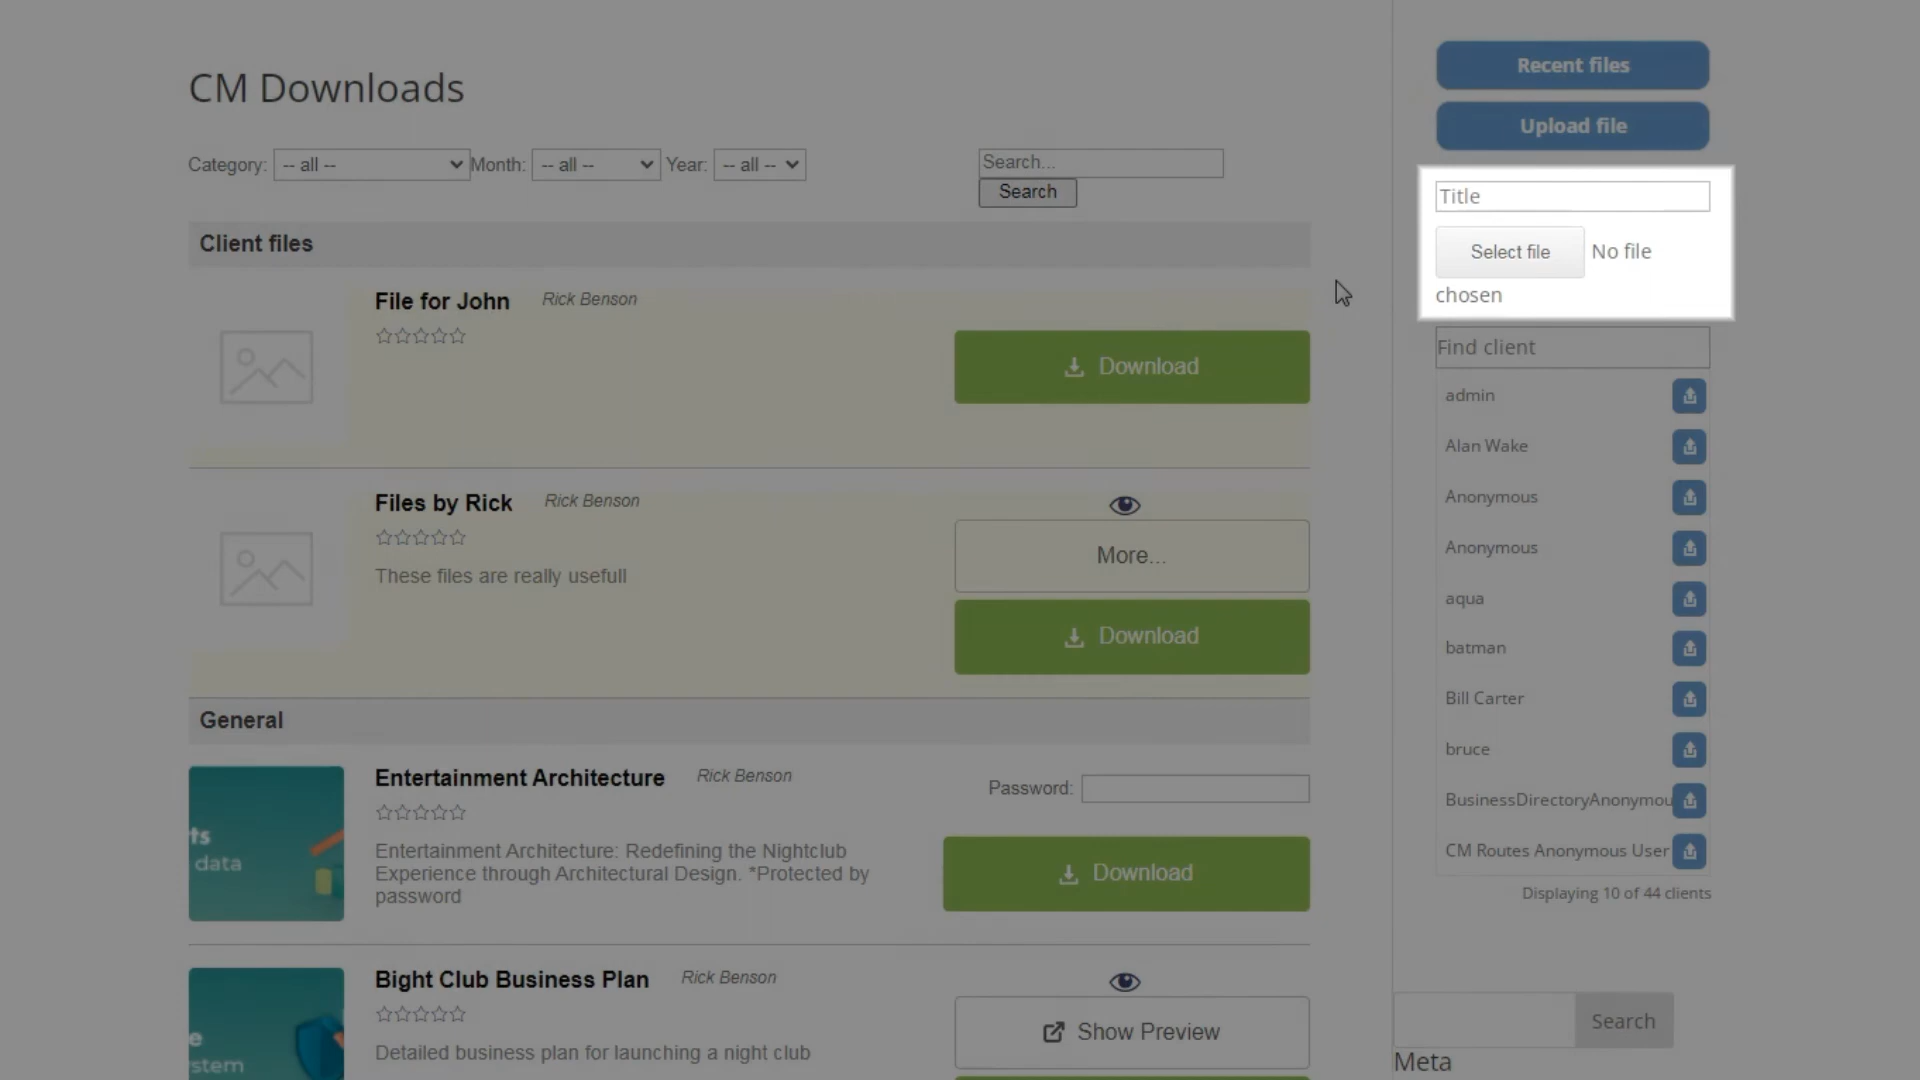 CM Downloads
Category: -- all -- Month: -- all -- Year: -- all --
Search...
Search
Client files
File for John Rick Benson
Download
Files by Rick Rick Benson
These files are really usefull
More...
Download
General
Entertainment Architecture Rick Benson
Password:
Entertainment Architecture: Redefining the Nightclub
Experience through Architectural Design. *Protected by
password
Download
ts
data
Bight Club Business Plan Rick Benson
Detailed business plan for launching a night club
Show Preview
e
stem
Recent files
Upload file
Title
Select file No file
chosen
Find client
admin
Alan Wake
Anonymous
Anonymous
aqua
batman
Bill Carter
bruce
BusinessDirectoryAnonymou
CM Routes Anonymous User
Displaying 10 of 44 clients
Search
Meta